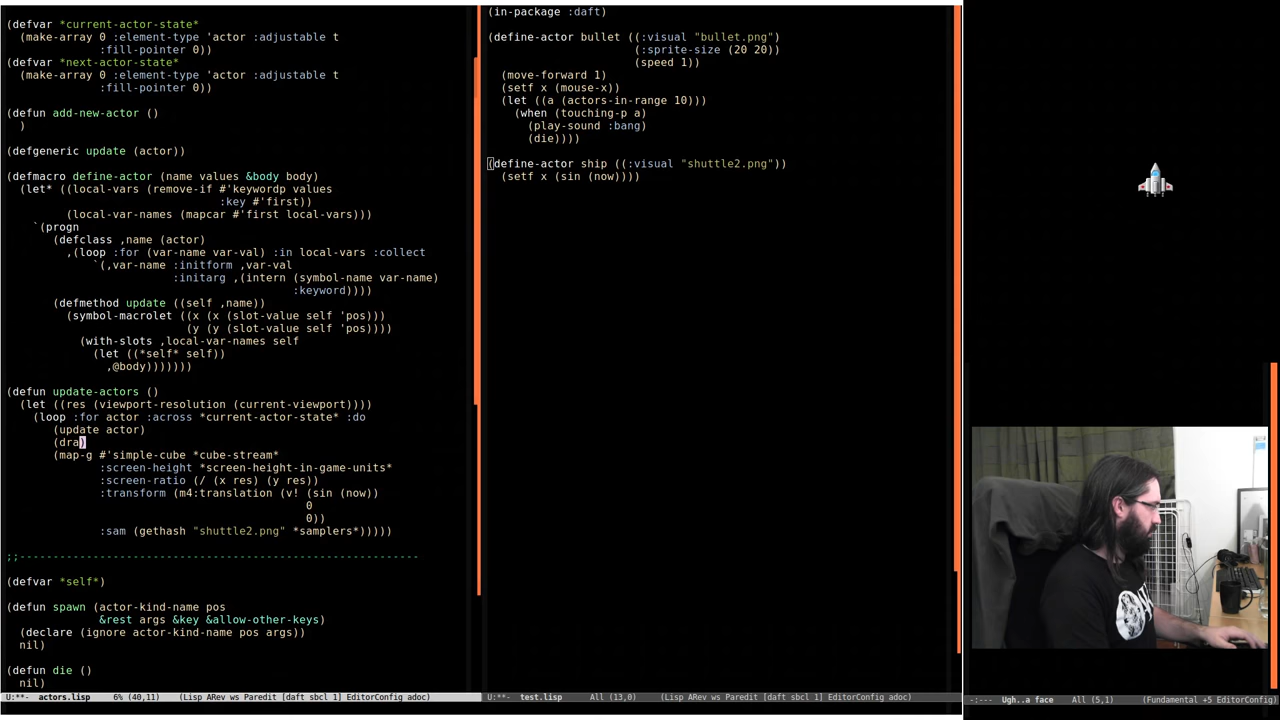 (defvar *current-actor-state*
  (make-array 0 :element-type 'actor :adjustable t
              :fill-pointer 0))
(defvar *next-actor-state*
  (make-array 0 :element-type 'actor :adjustable t
              :fill-pointer 0))

(defun add-new-actor ()
  )

(defgeneric update (actor))

(defmacro define-actor (name values &body body)
  (let* ((local-vars (remove-if #'keywordp values
                                :key #'first))
         (local-var-names (mapcar #'first local-vars)))
    `(progn
       (defclass ,name (actor)
         ,(loop :for (var-name var-val) :in local-vars :collect
             `(,var-name :initform ,var-val
                         :initarg ,(intern (symbol-name var-name)
                                           :keyword))))
       (defmethod update ((self ,name))
         (symbol-macrolet ((x (x (slot-value self 'pos)))
                           (y (y (slot-value self 'pos))))
           (with-slots ,local-var-names self
             (let ((*self* self))
               ,@body)))))))

(defun update-actors ()
  (let ((res (viewport-resolution (current-viewport))))
    (loop :for actor :across *current-actor-state* :do
       (update actor)
       (dra)
       (map-g #'simple-cube *cube-stream*
              :screen-height *screen-height-in-game-units*
              :screen-ratio (/ (x res) (y res))
              :transform (m4:translation (v! (sin (now))
                                             0
                                             0))
              :sam (gethash "shuttle2.png" *samplers*)))))

;;------------------------------------------------------------

(defvar *self*)

(defun spawn (actor-kind-name pos
              &rest args &key &allow-other-keys)
  (declare (ignore actor-kind-name pos args))
  nil)

(defun die ()
  nil)
U:**-  actors.lisp    6% (40,11)    (Lisp ARev ws Paredit [daft sbcl 1] EditorConfig adoc)
(in-package :daft)

(define-actor bullet ((:visual "bullet.png")
                      (:sprite-size (20 20))
                      (speed 1))
  (move-forward 1)
  (setf x (mouse-x))
  (let ((a (actors-in-range 10)))
    (when (touching-p a)
      (play-sound :bang)
      (die))))

(define-actor ship ((:visual "shuttle2.png"))
  (setf x (sin (now))))
U:**-  test.lisp      All (13,0)     (Lisp ARev ws Paredit [daft sbcl 1] EditorConfig adoc)
-:---  Ugh..a face    All (5,1)      (Fundamental +5 EditorConfig)